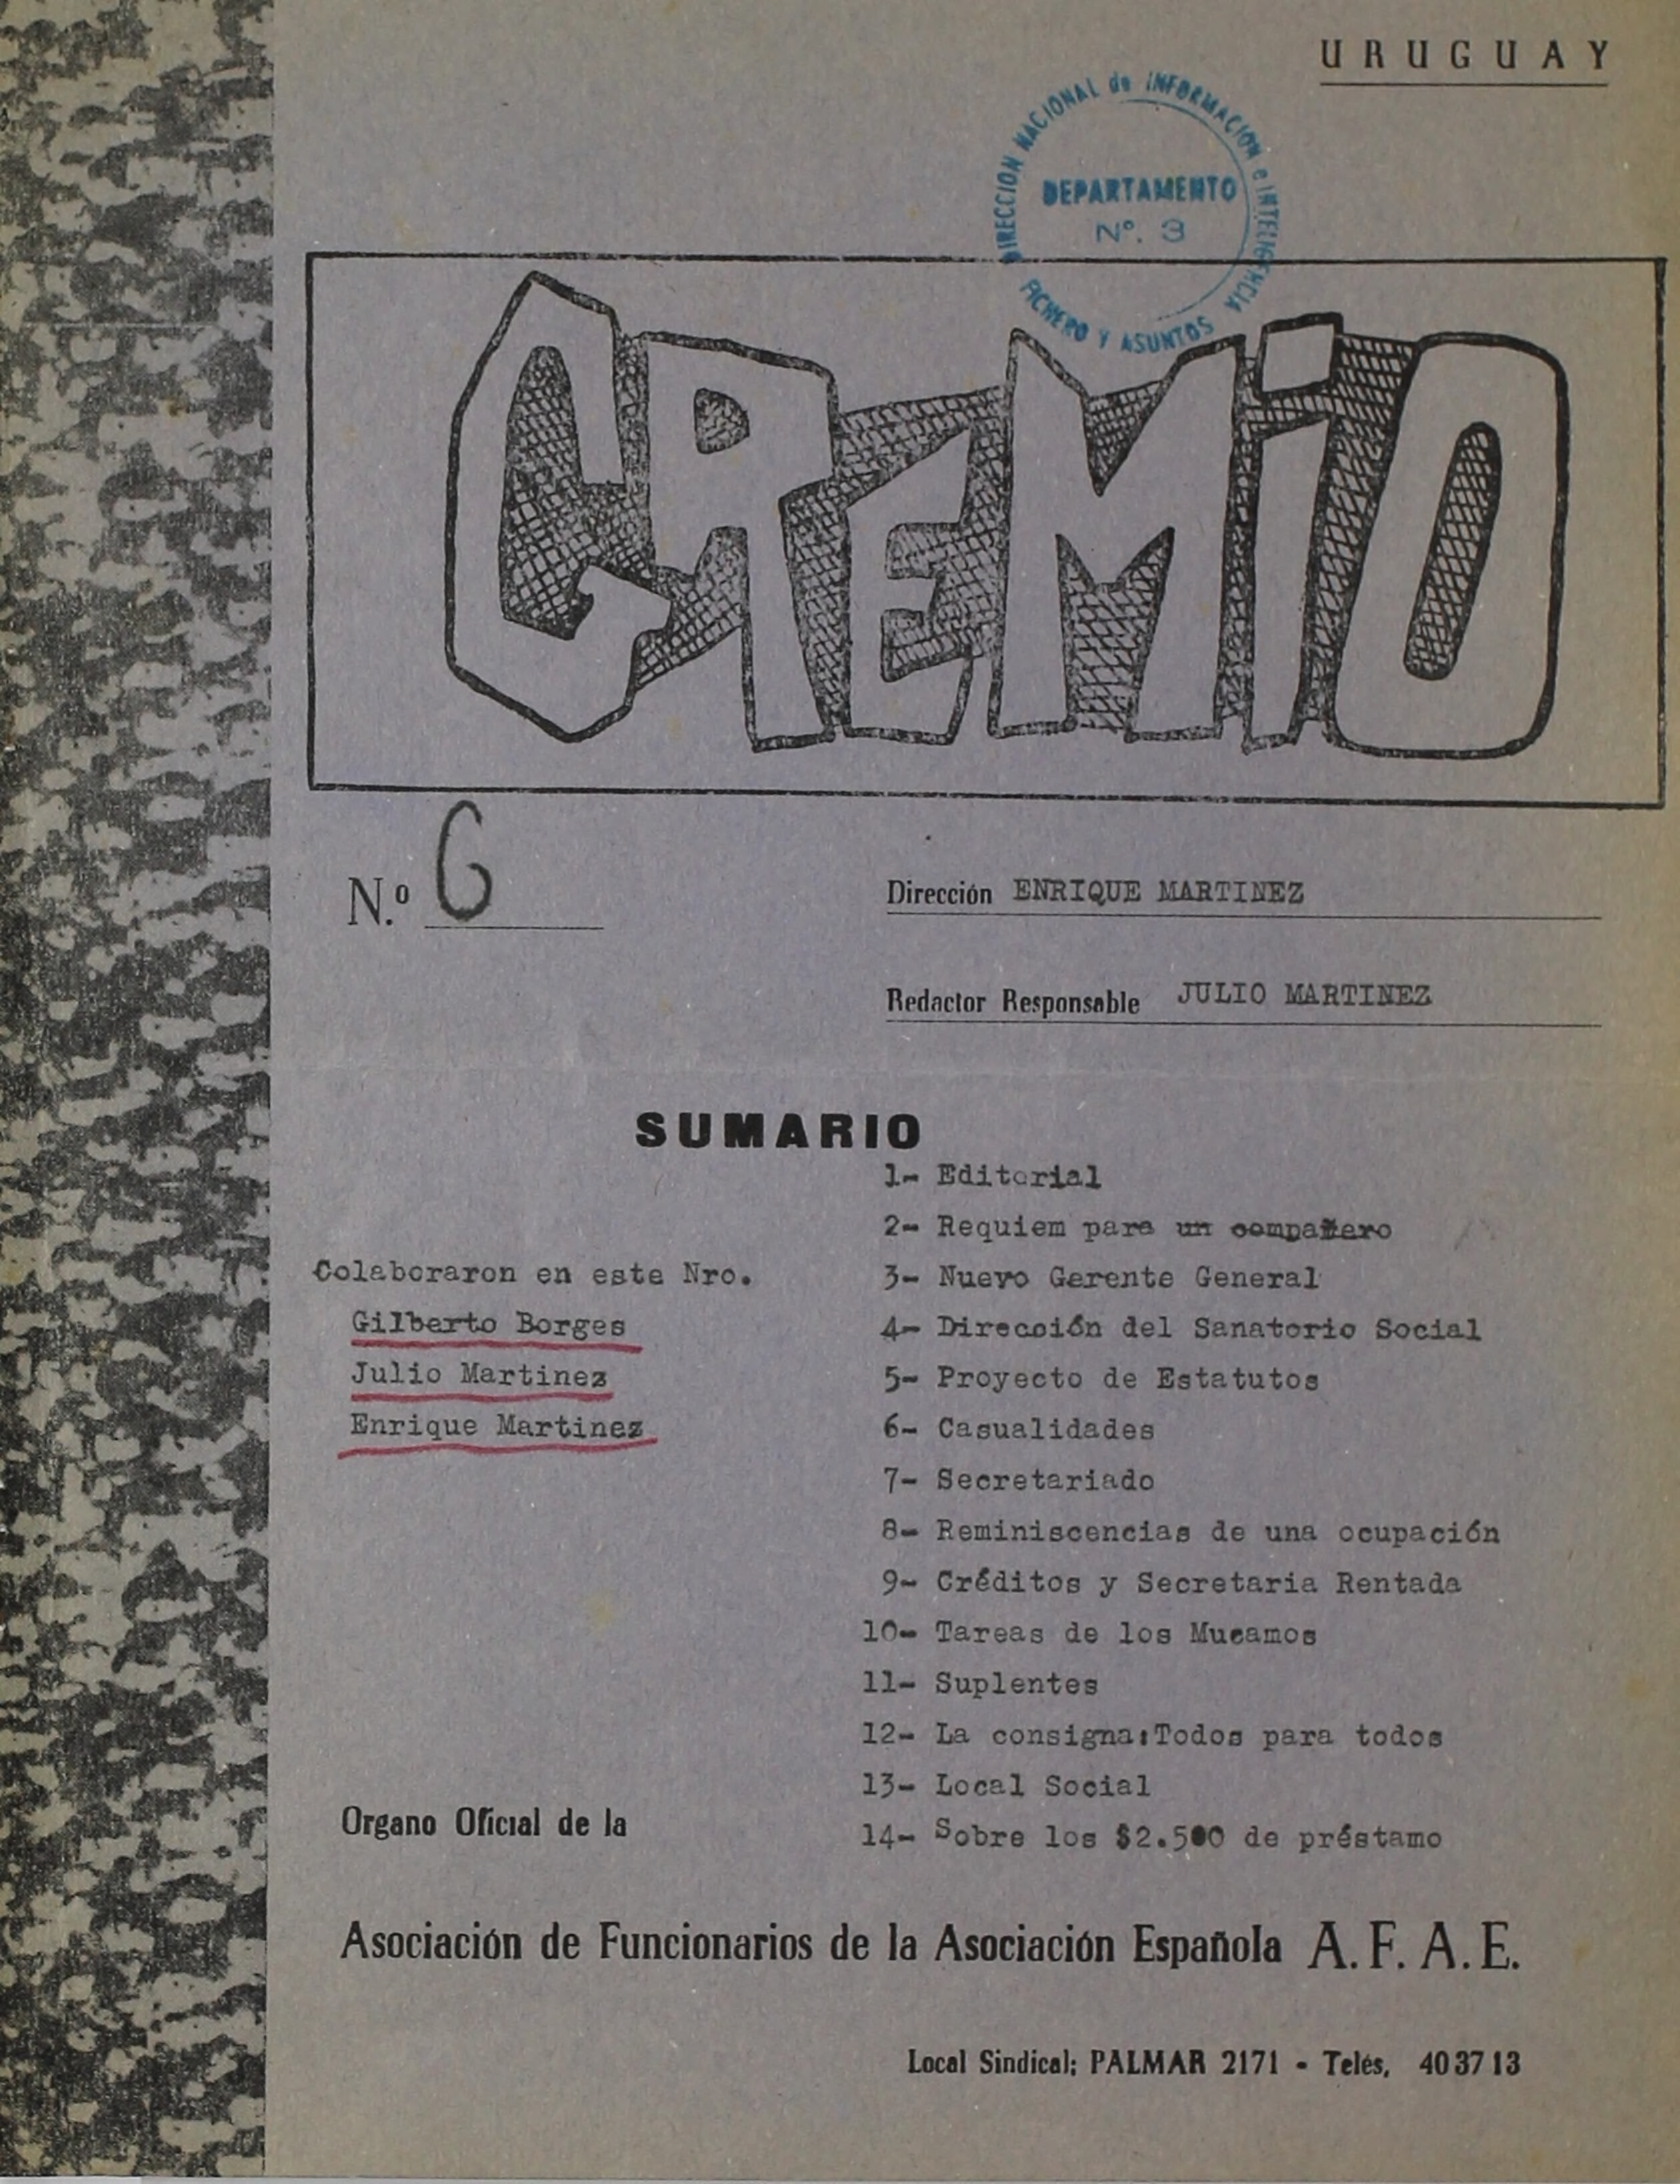 URUGUAY
DIRECCION NACIONAL de INFORMACION e INTELIGENCIA
DEPARTAMENTO
Nº. 3
FICHERO Y ASUNTOS
GREMIO
N.º 6
Dirección ENRIQUE MARTINEZ
Redactor Responsable JULIO MARTINEZ
SUMARIO
1- Editorial
2- Requiem para un compañero
3- Nuevo Gerente General
4- Dirección del Sanatorio Social
5- Proyecto de Estatutos
6- Casualidades
7- Secretariado
8- Reminiscencias de una ocupación
9- Créditos y Secretaria Rentada
10- Tareas de los Mucamos
11- Suplentes
12- La consigna:Todos para todos
13- Local Social
14- Sobre los $2.500 de préstamo
Colaboraron en este Nro.
Gilberto Borges
Julio Martinez
Enrique Martinez
Organo Oficial de la
Asociación de Funcionarios de la Asociación Española A. F. A. E.
Local Sindical: PALMAR 2171 - Telés. 40 37 13